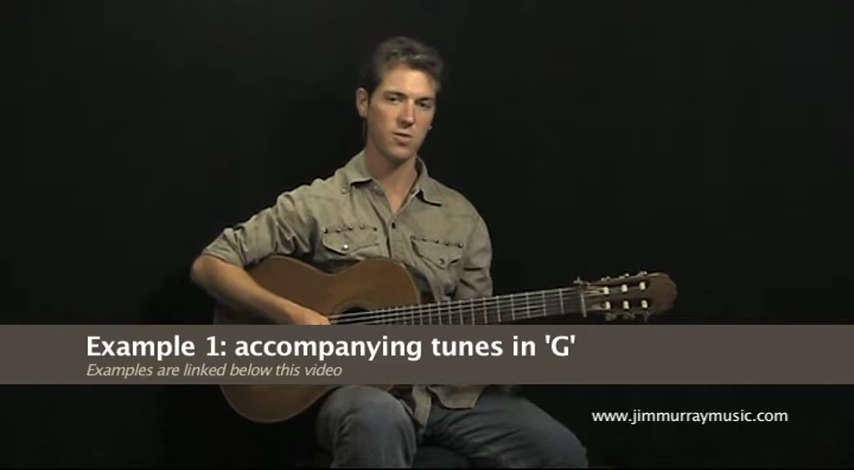 Example 1: accompanying tunes in 'G'
Examples are linked below this video
www.jimmurraymusic.com